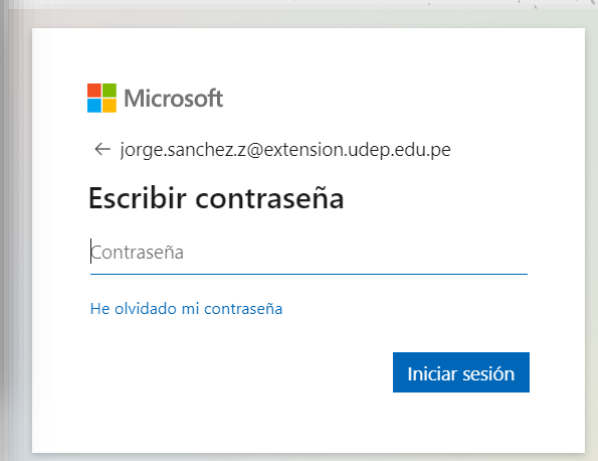 Microsoft
← jorge.sanchez.z@extension.udep.edu.pe
Escribir contraseña
Contraseña
He olvidado mi contraseña
Iniciar sesión